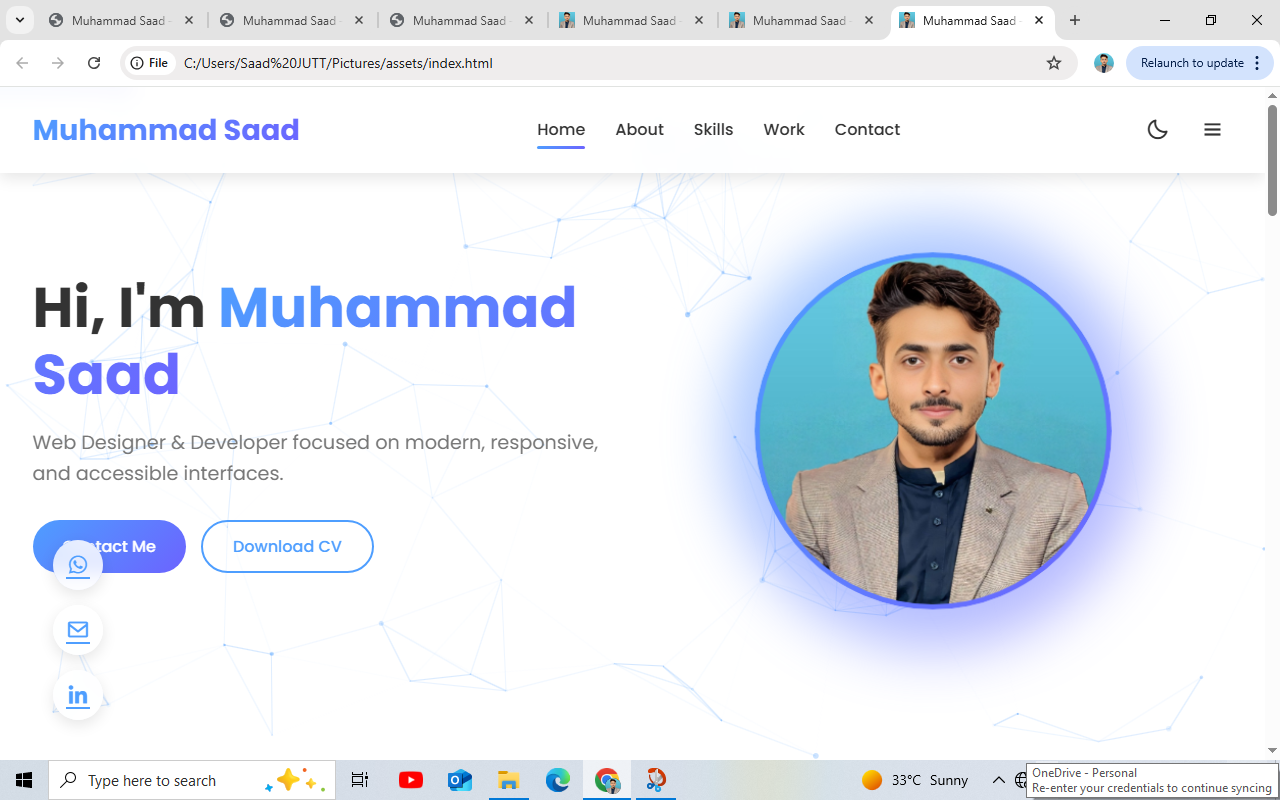 Muhammad Saad -
Muhammad Saad -
Muhammad Saad -
Muhammad Saad -
Muhammad Saad -
Muhammad Saad -
File
C:/Users/Saad%20JUTT/Pictures/assets/index.html
Relaunch to update
Muhammad Saad
Home
About
Skills
Work
Contact
Hi, I'm Muhammad
Saad
Web Designer & Developer focused on modern, responsive,
and accessible interfaces.
tact Me
Download CV
in
Type here to search
33°C Sunny
OneDrive - Personal
Re-enter your credentials to continue syncing